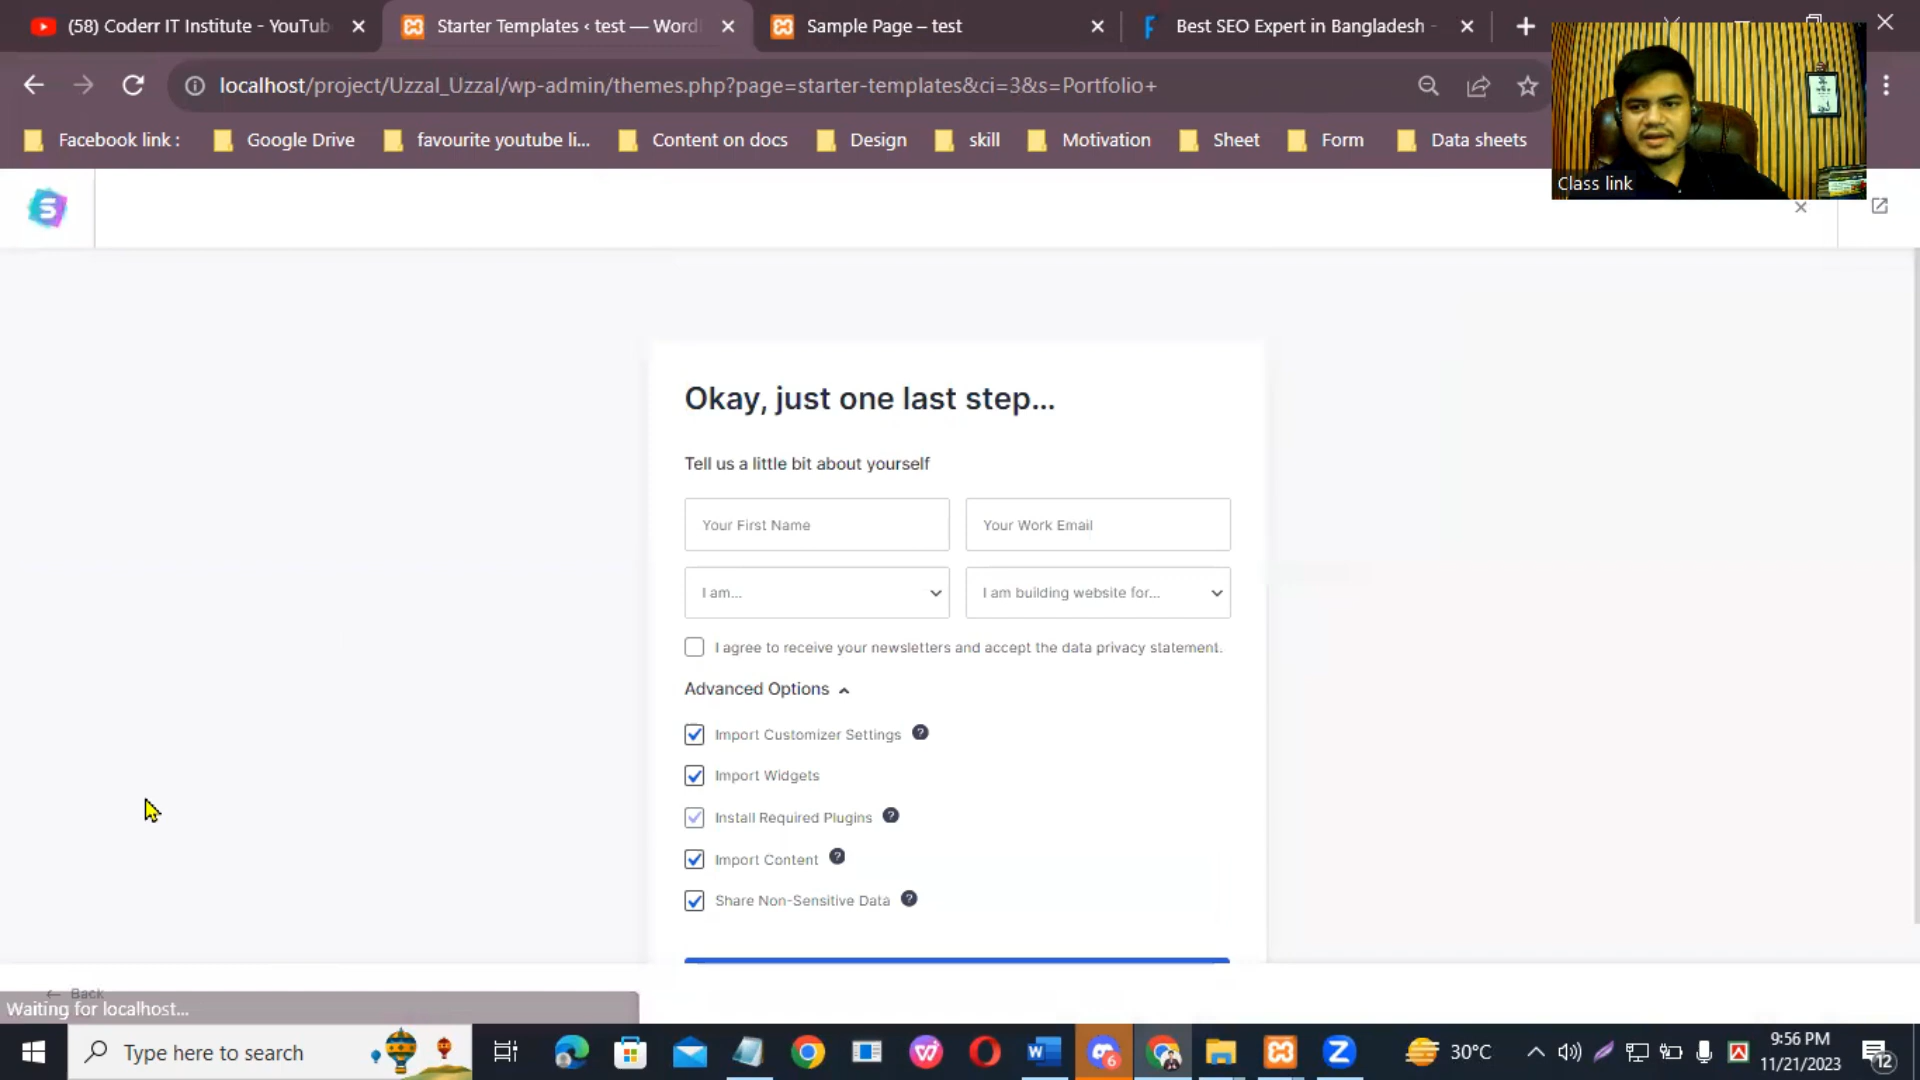 (58) Coderr IT Institute - YouTub
Starter Templates ‹ test — Word
Sample Page – test
Best SEO Expert in Bangladesh -
localhost/project/Uzzal_Uzzal/wp-admin/themes.php?page=starter-templates&ci=3&s=Portfolio+
Facebook link :
Google Drive
favourite youtube li...
Content on docs
Design
skill
Motivation
Sheet
Form
Data sheets
Class link
Okay, just one last step...
Tell us a little bit about yourself
Your First Name
Your Work Email
I am...
I am building website for...
I agree to receive your newsletters and accept the data privacy statement.
Advanced Options
Import Customizer Settings
Import Widgets
Install Required Plugins
Import Content
Share Non-Sensitive Data
← Back
Waiting for localhost...
Type here to search
6
30°C
9:56 PM
11/21/2023
12